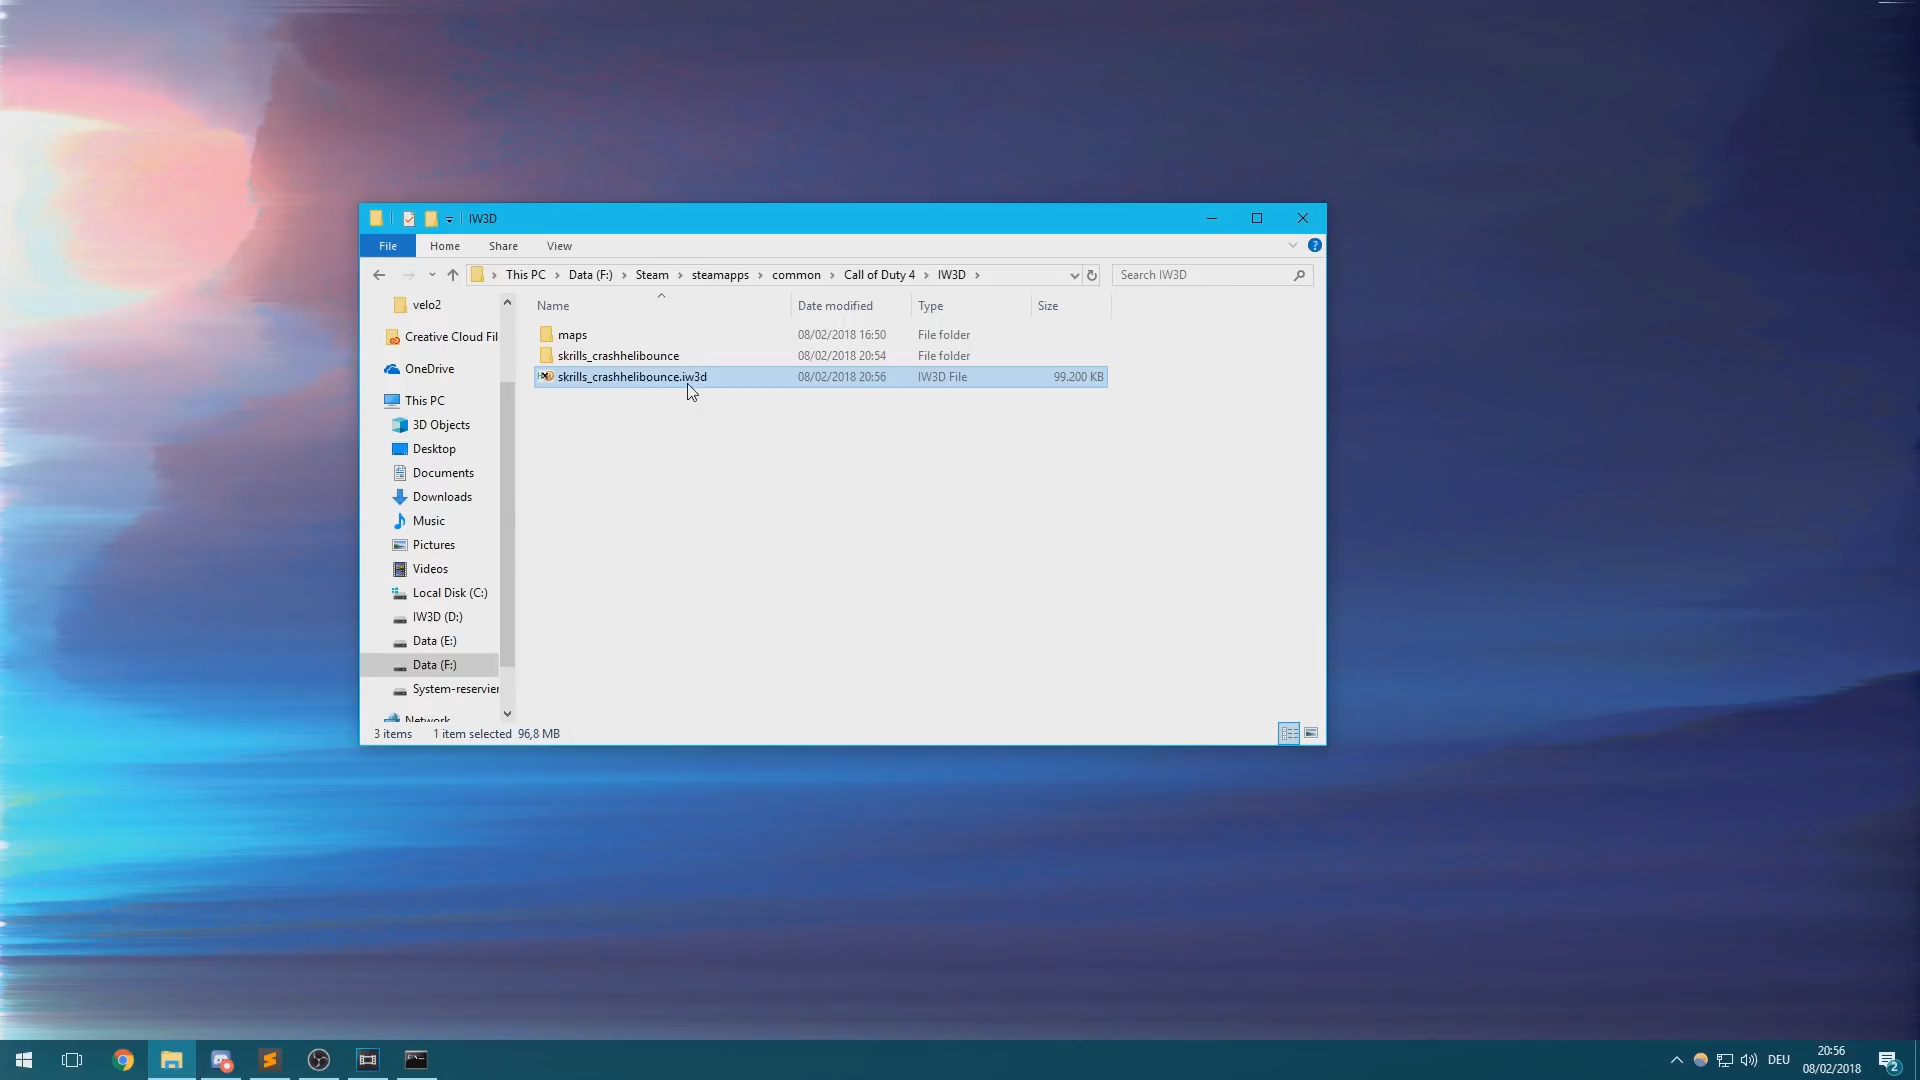 IW3D
File Home Share View
This PC Data (F:) Steam steamapps common Call of Duty 4 IW3D Search IW3D
Name Date modified Type Size
maps 08/02/2018 16:50 File folder
skrills_crashhelibounce 08/02/2018 20:54 File folder
skrills_crashhelibounce.iw3d 08/02/2018 20:56 IW3D File 99.200 KB
velo2
Creative Cloud Fil
OneDrive
This PC
3D Objects
Desktop
Documents
Downloads
Music
Pictures
Videos
Local Disk (C:)
IW3D (D:)
Data (E:)
Data (F:)
System-reservier
Network
3 items 1 item selected 96,8 MB
DEU
20:56
08/02/2018
2